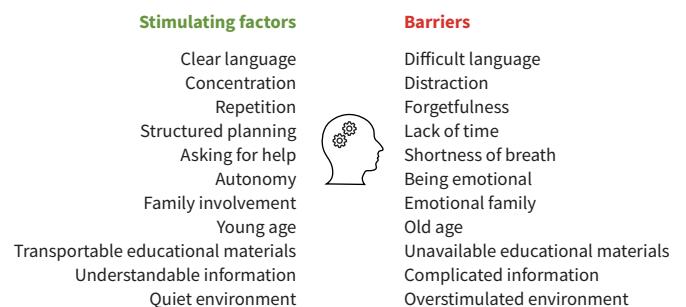 Stimulating factors
Clear language
Concentration
Repetition
Structured planning
Asking for help
Autonomy
Family involvement
Young age
Transportable educational materials
Understandable information
Quiet environment
Barriers
Difficult language
Distraction
Forgetfulness
Lack of time
Shortness of breath
Being emotional
Emotional family
Old age
Unavailable educational materials
Complicated information
Overstimulated environment